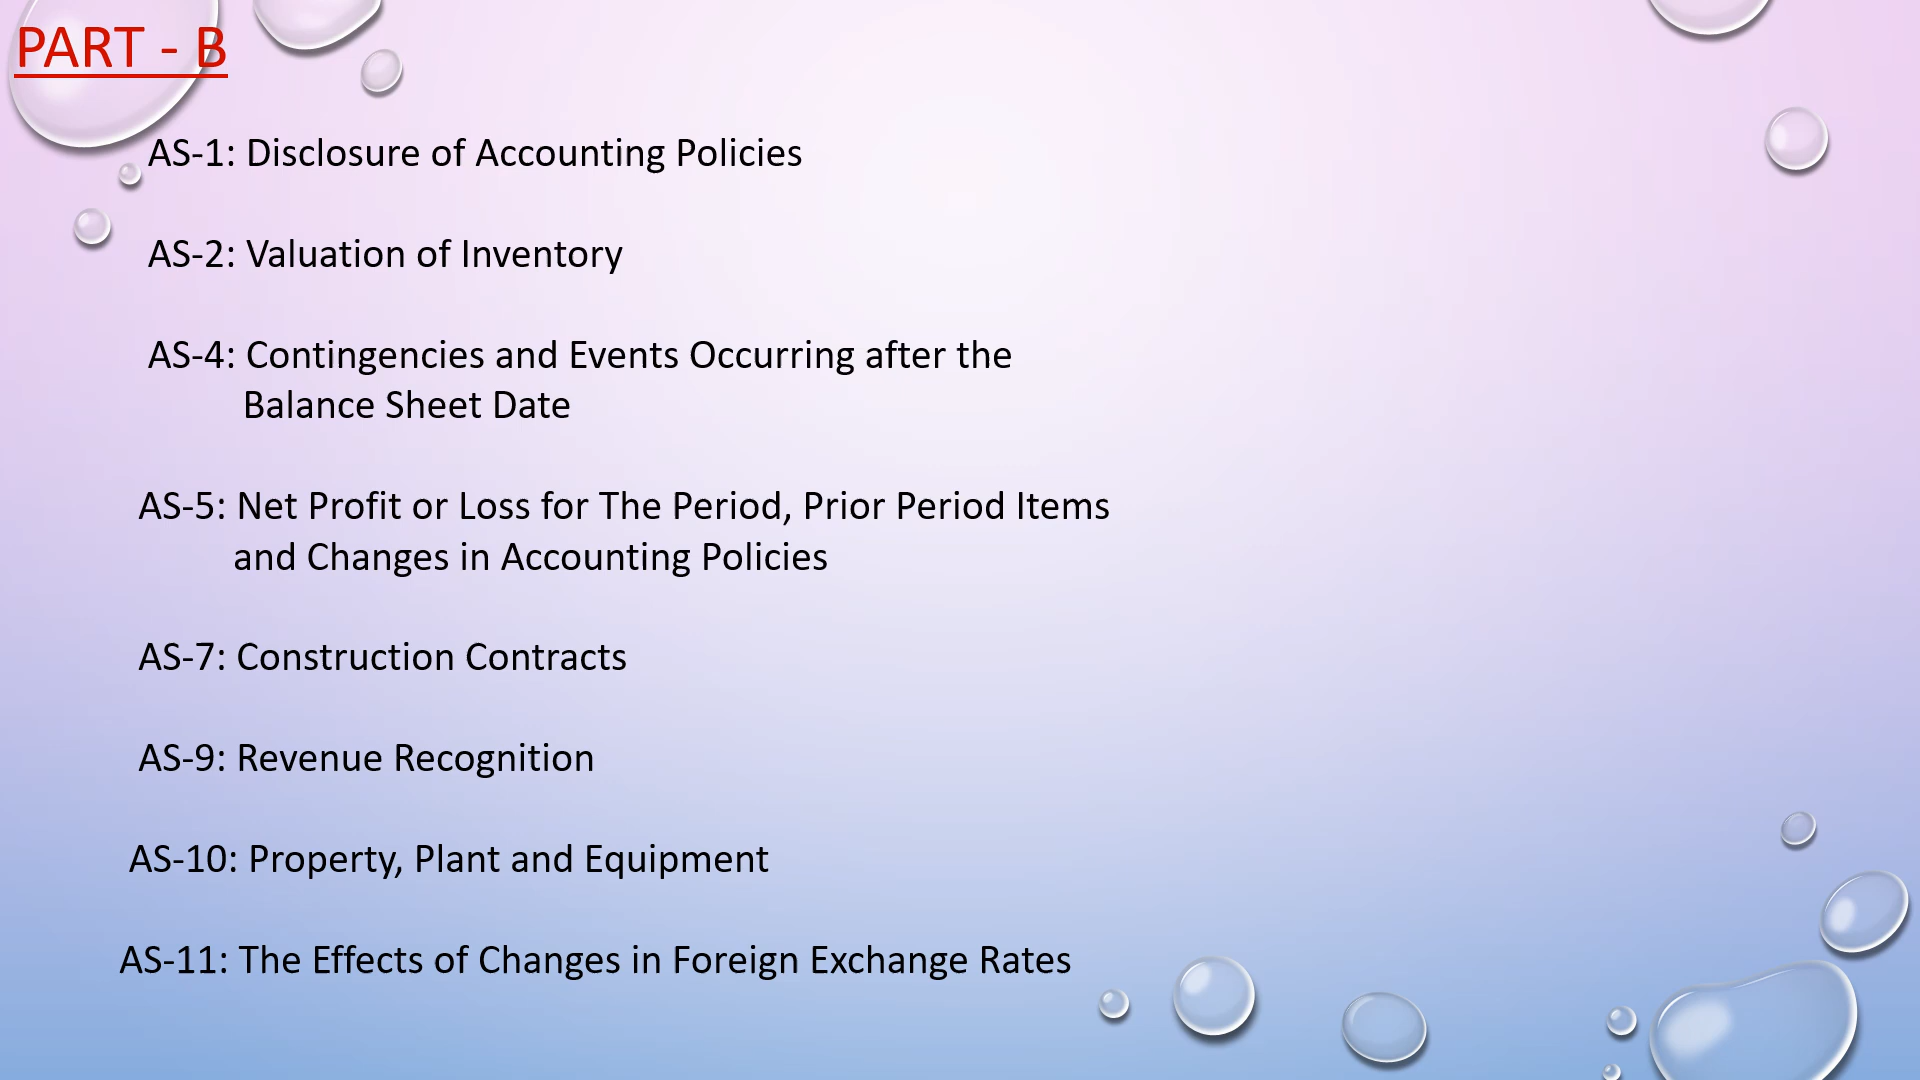 PART - B
AS-1: Disclosure of Accounting Policies
AS-2: Valuation of Inventory
AS-4: Contingencies and Events Occurring after the
Balance Sheet Date
AS-5: Net Profit or Loss for The Period, Prior Period Items
and Changes in Accounting Policies
AS-7: Construction Contracts
AS-9: Revenue Recognition
AS-10: Property, Plant and Equipment
AS-11: The Effects of Changes in Foreign Exchange Rates